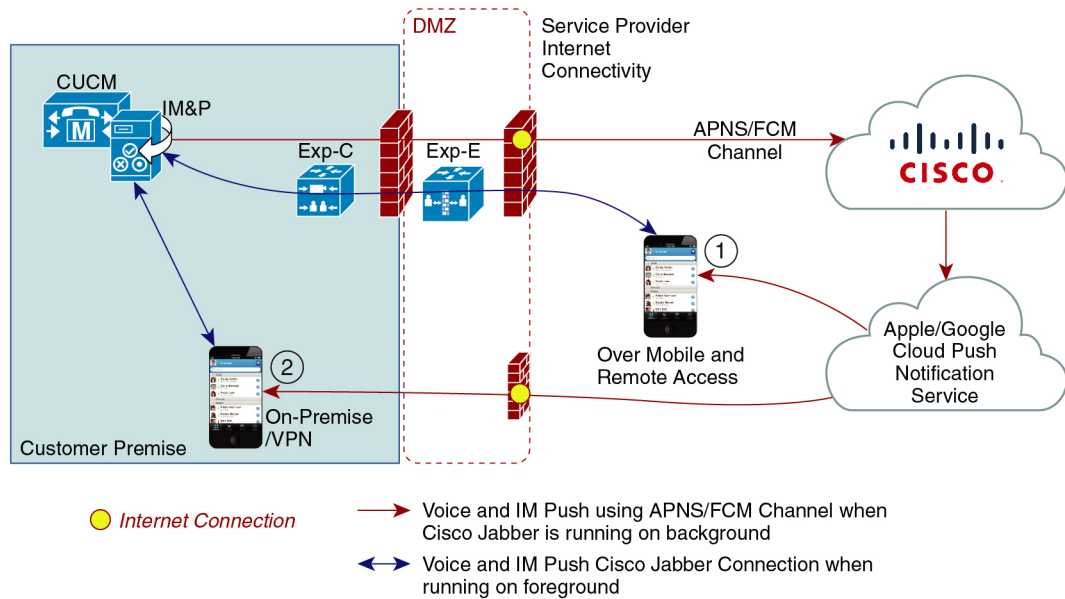 DMZ
Service Provider
Internet
Connectivity
CUCM
IM&P
M
Exp-C
Exp-E
APNS/FCM
Channel
CISCO
1
Over Mobile and
Remote Access
Apple/Google
Cloud Push
Notification
Service
2
On-Premise
/VPN
Customer Premise
Internet Connection
Voice and IM Push using APNS/FCM Channel when
Cisco Jabber is running on background
Voice and IM Push Cisco Jabber Connection when
running on foreground